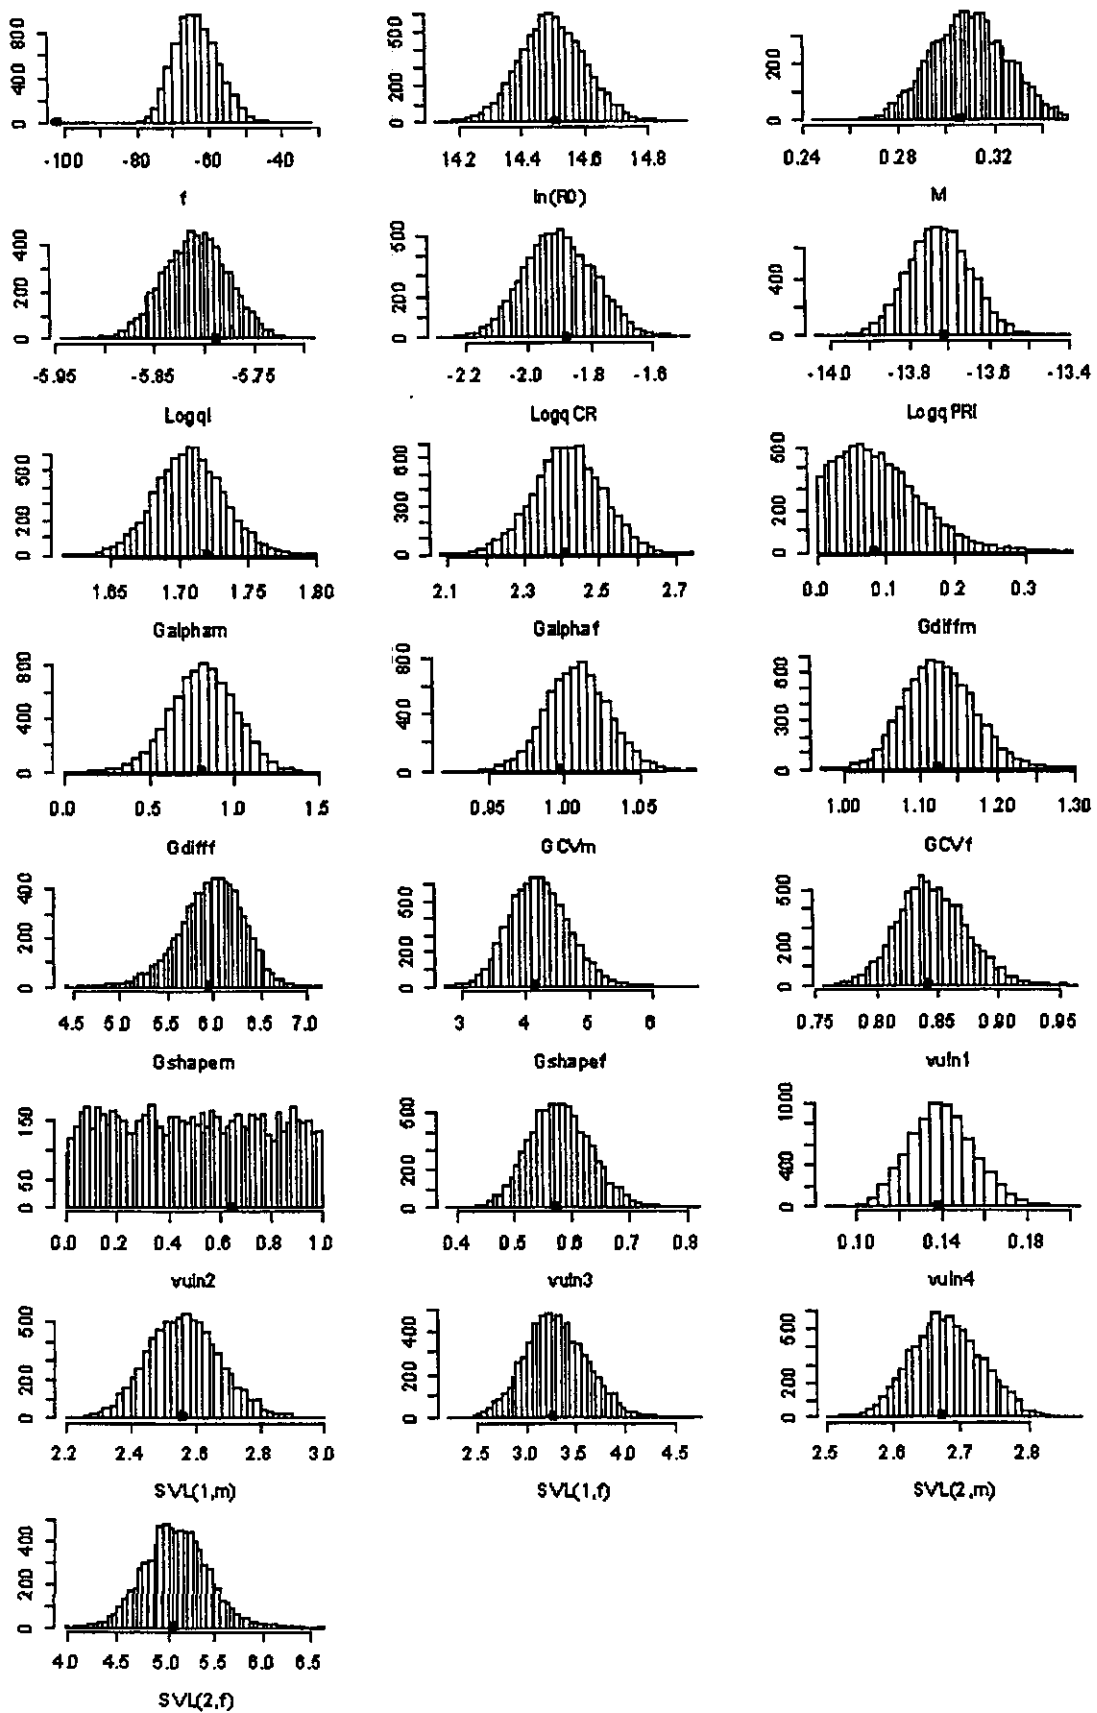 0 400 800
-100 -80 -60 -40
f
0 200 500
14.2 14.4 14.6 14.8
ln(R0)
0 200
0.24 0.28 0.32
M
0 200 400
-5.95 -5.85 -5.75
LogqI
0 200 500
-2.2 -2.0 -1.8 -1.6
LogqCR
0 400
-14.0 -13.8 -13.6 -13.4
LogqPRI
0 200 500
1.65 1.70 1.75 1.80
Galpham
0 300 600
2.1 2.3 2.5 2.7
Galphaf
0 200 500
0.0 0.1 0.2 0.3
Gdiffm
0 400 800
0.0 0.5 1.0 1.5
Gdifff
0 400 800
0.95 1.00 1.05
GCVm
0 300 600
1.00 1.10 1.20 1.30
GCVf
0 200 400
4.5 5.0 5.5 6.0 6.5 7.0
Gshapem
0 200 500
3 4 5 6
Gshapef
0 200 500
0.75 0.80 0.85 0.90 0.95
vuln1
0 50 150
0.0 0.2 0.4 0.6 0.8 1.0
vuln2
0 200 500
0.4 0.5 0.6 0.7 0.8
vuln3
0 400 1000
0.10 0.14 0.18
vuln4
0 200 500
2.2 2.4 2.6 2.8 3.0
SVL(1,m)
0 200 400
2.5 3.0 3.5 4.0 4.5
SVL(1,f)
0 200 500
2.5 2.6 2.7 2.8
SVL(2,m)
0 200 400
4.0 4.5 5.0 5.5 6.0 6.5
SVL(2,f)